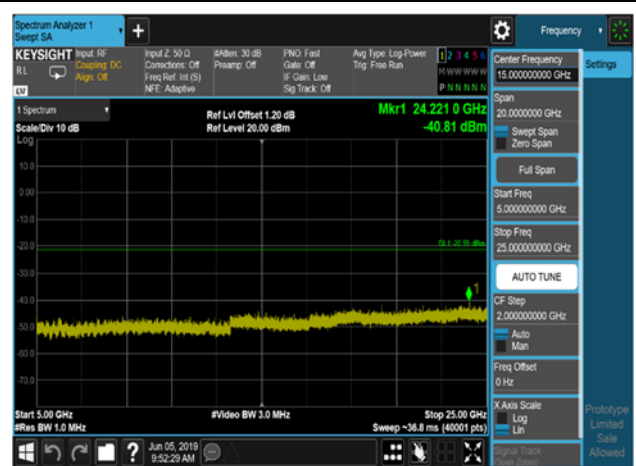 Spectrum Analyzer 1
Swept SA
+
Frequency
KEYSIGHT
RL
Input: RF
Coupling: DC
Align: Off
Input Z: 50 Ω
Corrections: Off
Freq Ref: Int (S)
NFE: Adaptive
#Atten: 30 dB
Preamp: Off
PNO: Fast
Gate: Off
IF Gain: Low
Sig Track: Off
Avg Type: Log-Power
Trig: Free Run
1 2 3 4 5 6
M W W W W W
P N N N N N
1 Spectrum
Scale/Div 10 dB
Ref Lvl Offset 1.20 dB
Ref Level 20.00 dBm
Mkr1 24.221 0 GHz
-40.81 dBm
Log
10.0
0.00
-10.0
-20.0
-30.0
-40.0
-50.0
-60.0
-70.0
1
Start 5.00 GHz
#Res BW 1.0 MHz
#Video BW 3.0 MHz
Stop 25.00 GHz
Sweep ~36.8 ms (40001 pts)
?
Jun 05, 2019
9:52:29 AM
Center Frequency
15.000000000 GHz
Span
20.0000000 GHz
Swept Span
Zero Span
Full Span
Start Freq
5.000000000 GHz
Stop Freq
25.000000000 GHz
AUTO TUNE
CF Step
2.000000000 GHz
Auto
Man
Freq Offset
0 Hz
X Axis Scale
Log
Lin
Signal Track
(Span Zoom)
Settings
Prototype
Limited
Sale
Allowed